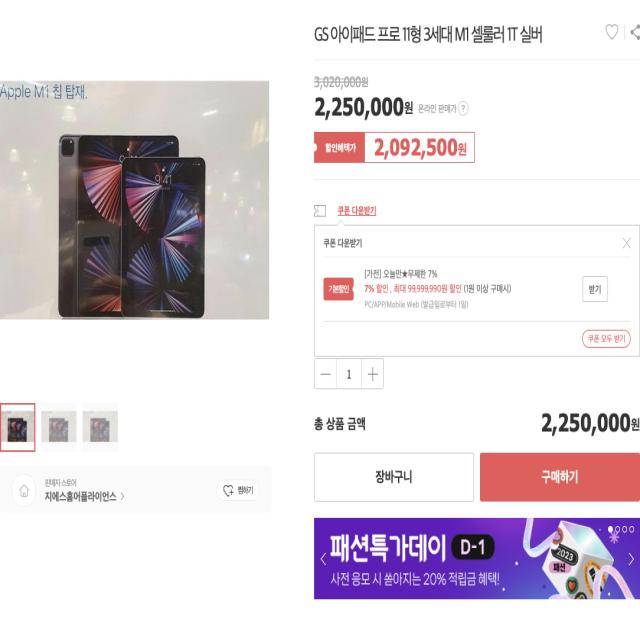 GS 아이패드 프로 11형 3세대 M1 셀룰러 1T 실버
Apple M1 칩 탑재.
9:41
3,020,000원
2,250,000원 온라인 판매가 ?
할인혜택가 2,092,500원
쿠폰 다운받기
쿠폰 다운받기
기본할인
[가전] 오늘만★무제한 7%
7% 할인, 최대 99,999,990원 할인 (1원 이상 구매시)
PC/APP/Mobile Web (발급일로부터 1일)
받기
쿠폰 모두 받기
1
총 상품 금액 2,250,000원
장바구니 구매하기
판매자 스토어
지에스홈어플라이언스
찜하기
패션특가데이 D-1
사전 응모 시 쏟아지는 20% 적립금 혜택!
2023
패션